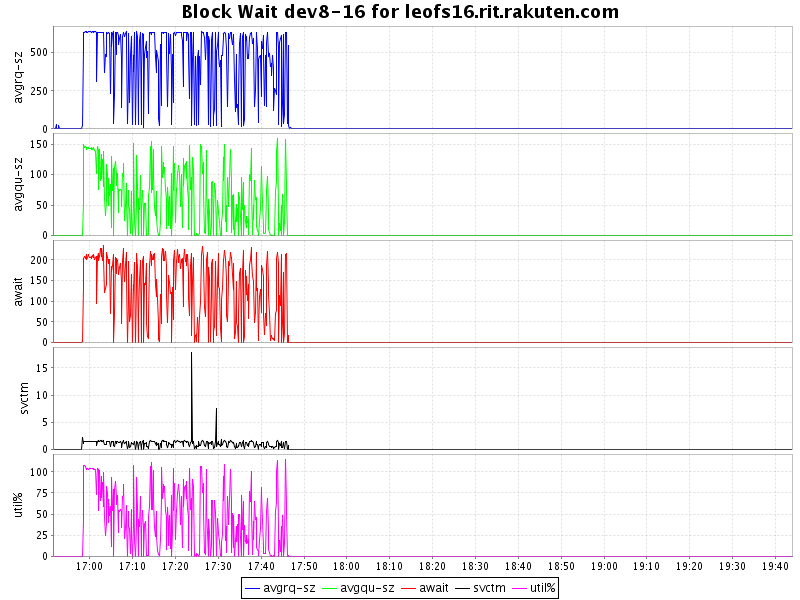 Block Wait dev8-16 for leofs16.rit.rakuten.com
avgrq-sz
500
250
0
avgqu-sz
150
100
50
0
await
200
150
100
50
0
svctm
15
10
5
0
util%
100
75
50
25
0
17:00 17:10 17:20 17:30 17:40 17:50 18:00 18:10 18:20 18:30 18:40 18:50 19:00 19:10 19:20 19:30 19:40
avgrq-sz avgqu-sz await svctm util%